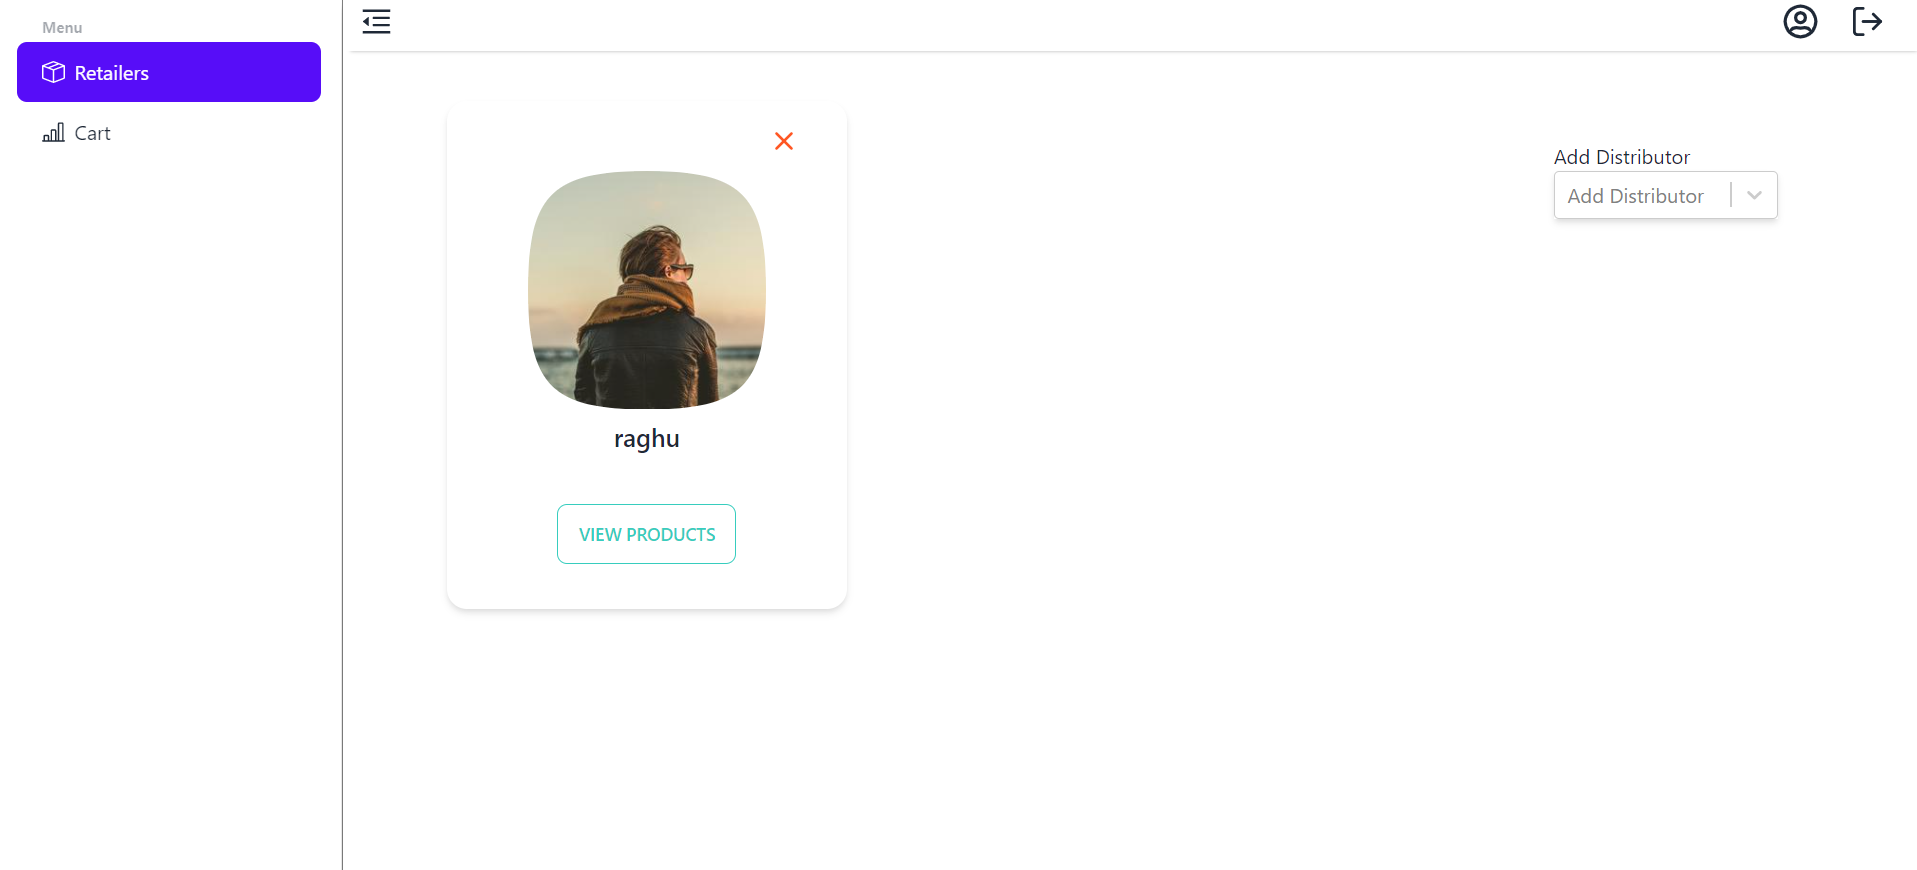 Menu
Retailers
Cart
Add Distributor
Add Distributor
raghu
VIEW PRODUCTS